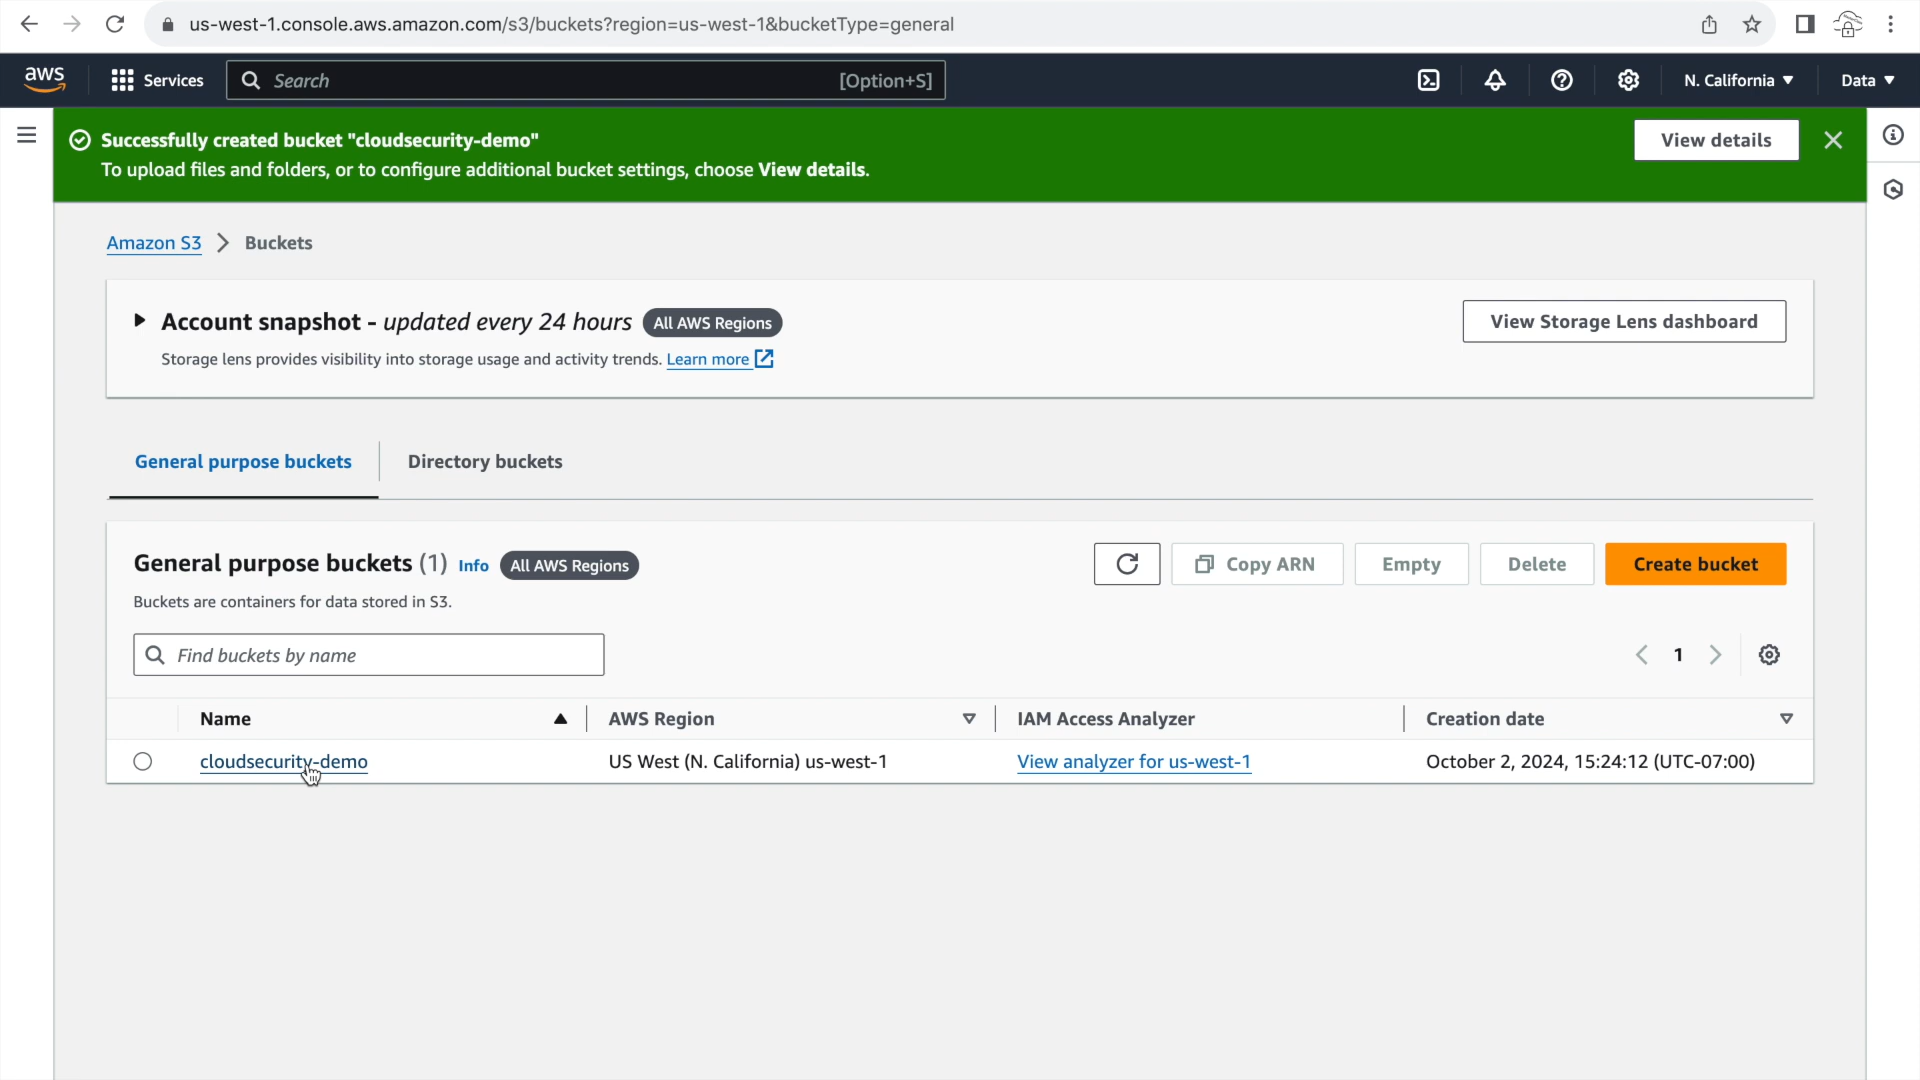 us-west-1.console.aws.amazon.com/s3/buckets?region=us-west-1&bucketType=general
aws Services Search [Option+S] N. California ▼ Data ▼
Successfully created bucket "cloudsecurity-demo"
To upload files and folders, or to configure additional bucket settings, choose View details.
View details
Amazon S3 > Buckets
Account snapshot - updated every 24 hours All AWS Regions
Storage lens provides visibility into storage usage and activity trends. Learn more
View Storage Lens dashboard
General purpose buckets Directory buckets
General purpose buckets (1) Info All AWS Regions
Copy ARN Empty Delete Create bucket
Buckets are containers for data stored in S3.
Find buckets by name
1
Name AWS Region IAM Access Analyzer Creation date
cloudsecurity-demo US West (N. California) us-west-1 View analyzer for us-west-1 October 2, 2024, 15:24:12 (UTC-07:00)